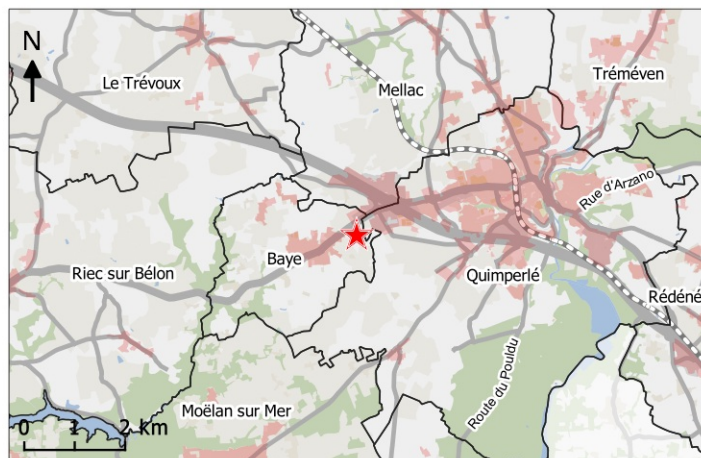 N
Le Trévoux
Mellac
Tréméven
Rue d'Arzano
Baye
Riec sur Bélon
Quimperlé
Rédéné
Route du Pouldu
Moëlan sur Mer
0 1 2 km